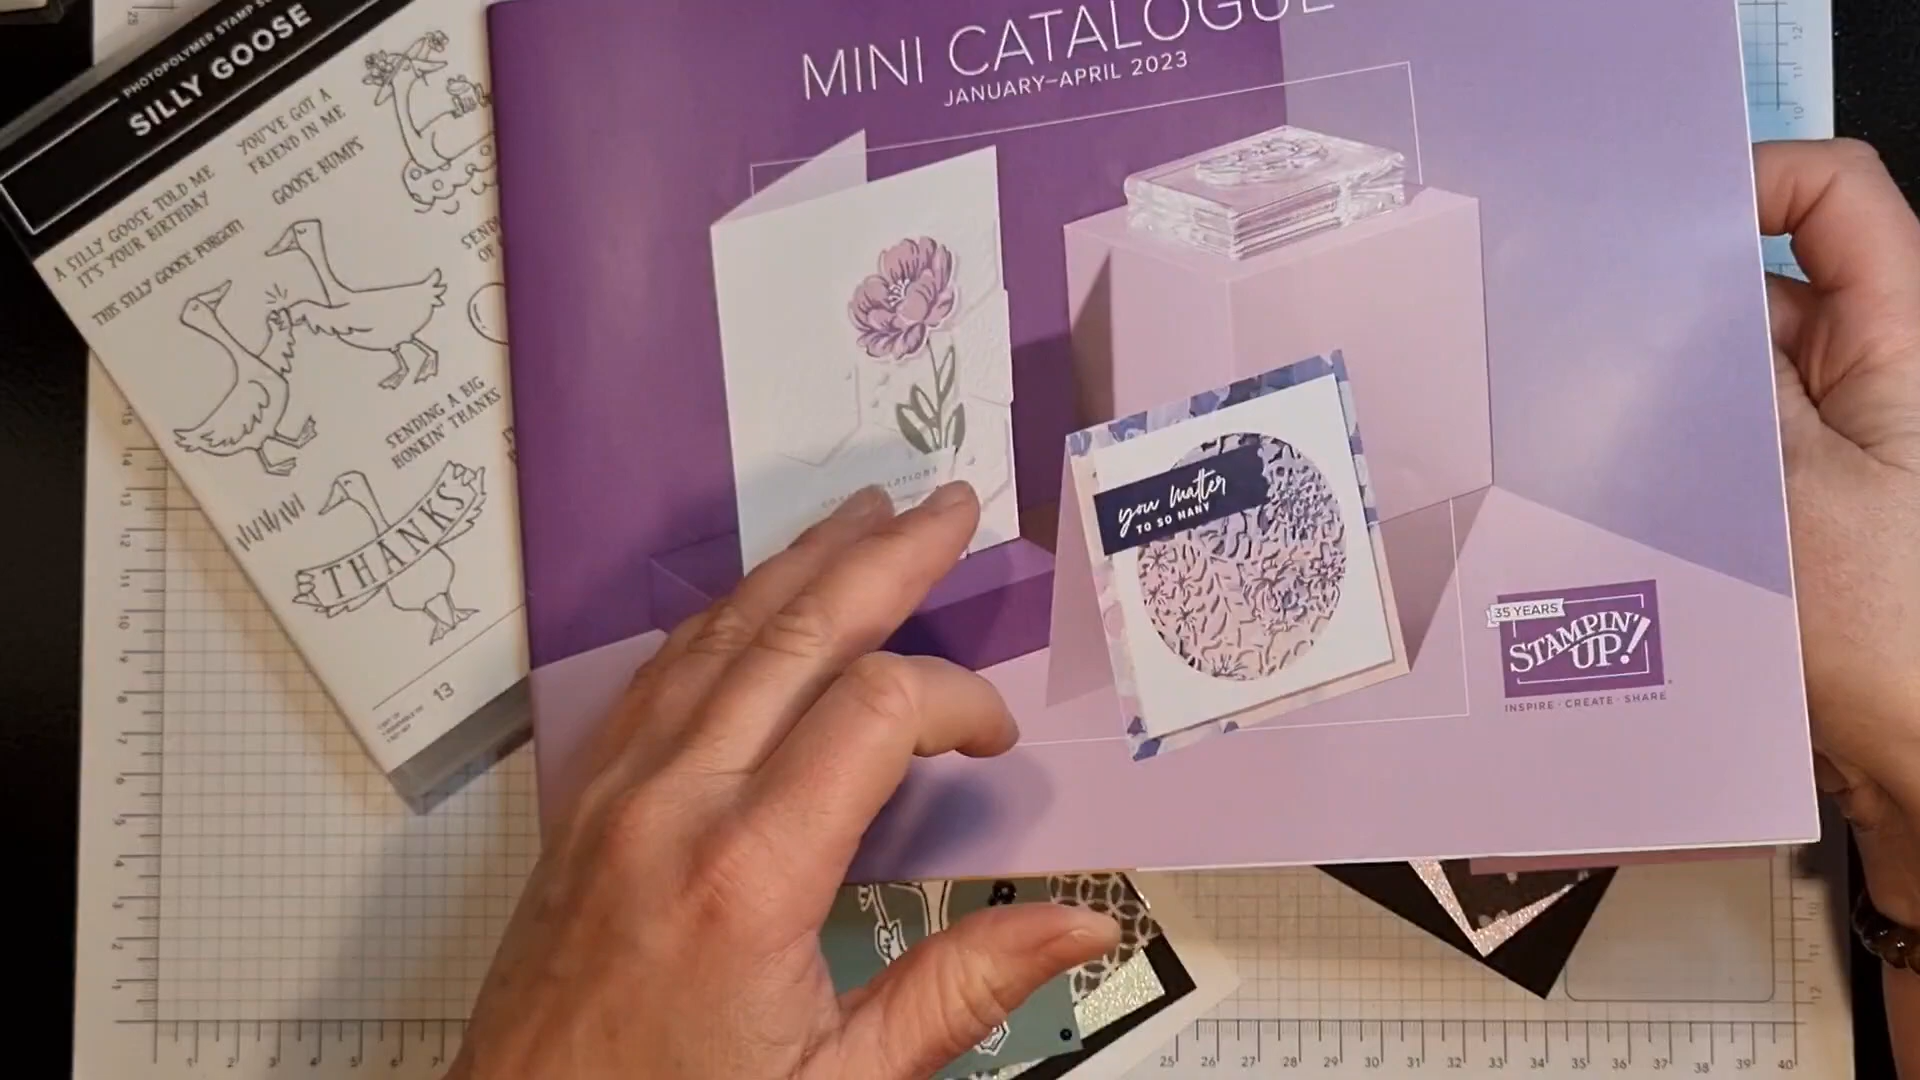 PHOTOPOLYMER STAMP
SILLY GOOSE
YOU'VE GOT A
FRIEND IN ME
A SILLY GOOSE TOLD ME
IT'S YOUR BIRTHDAY
GOOSE BUMPS
THIS SILLY GOOSE FORGOT!
SENDING A BIG
HONKIN' THANKS
THANKS
13
MINI CATALOGUE
JANUARY–APRIL 2023
you matter
TO SO MANY
35 YEARS
STAMPIN'
UP!
INSPIRE · CREATE · SHARE